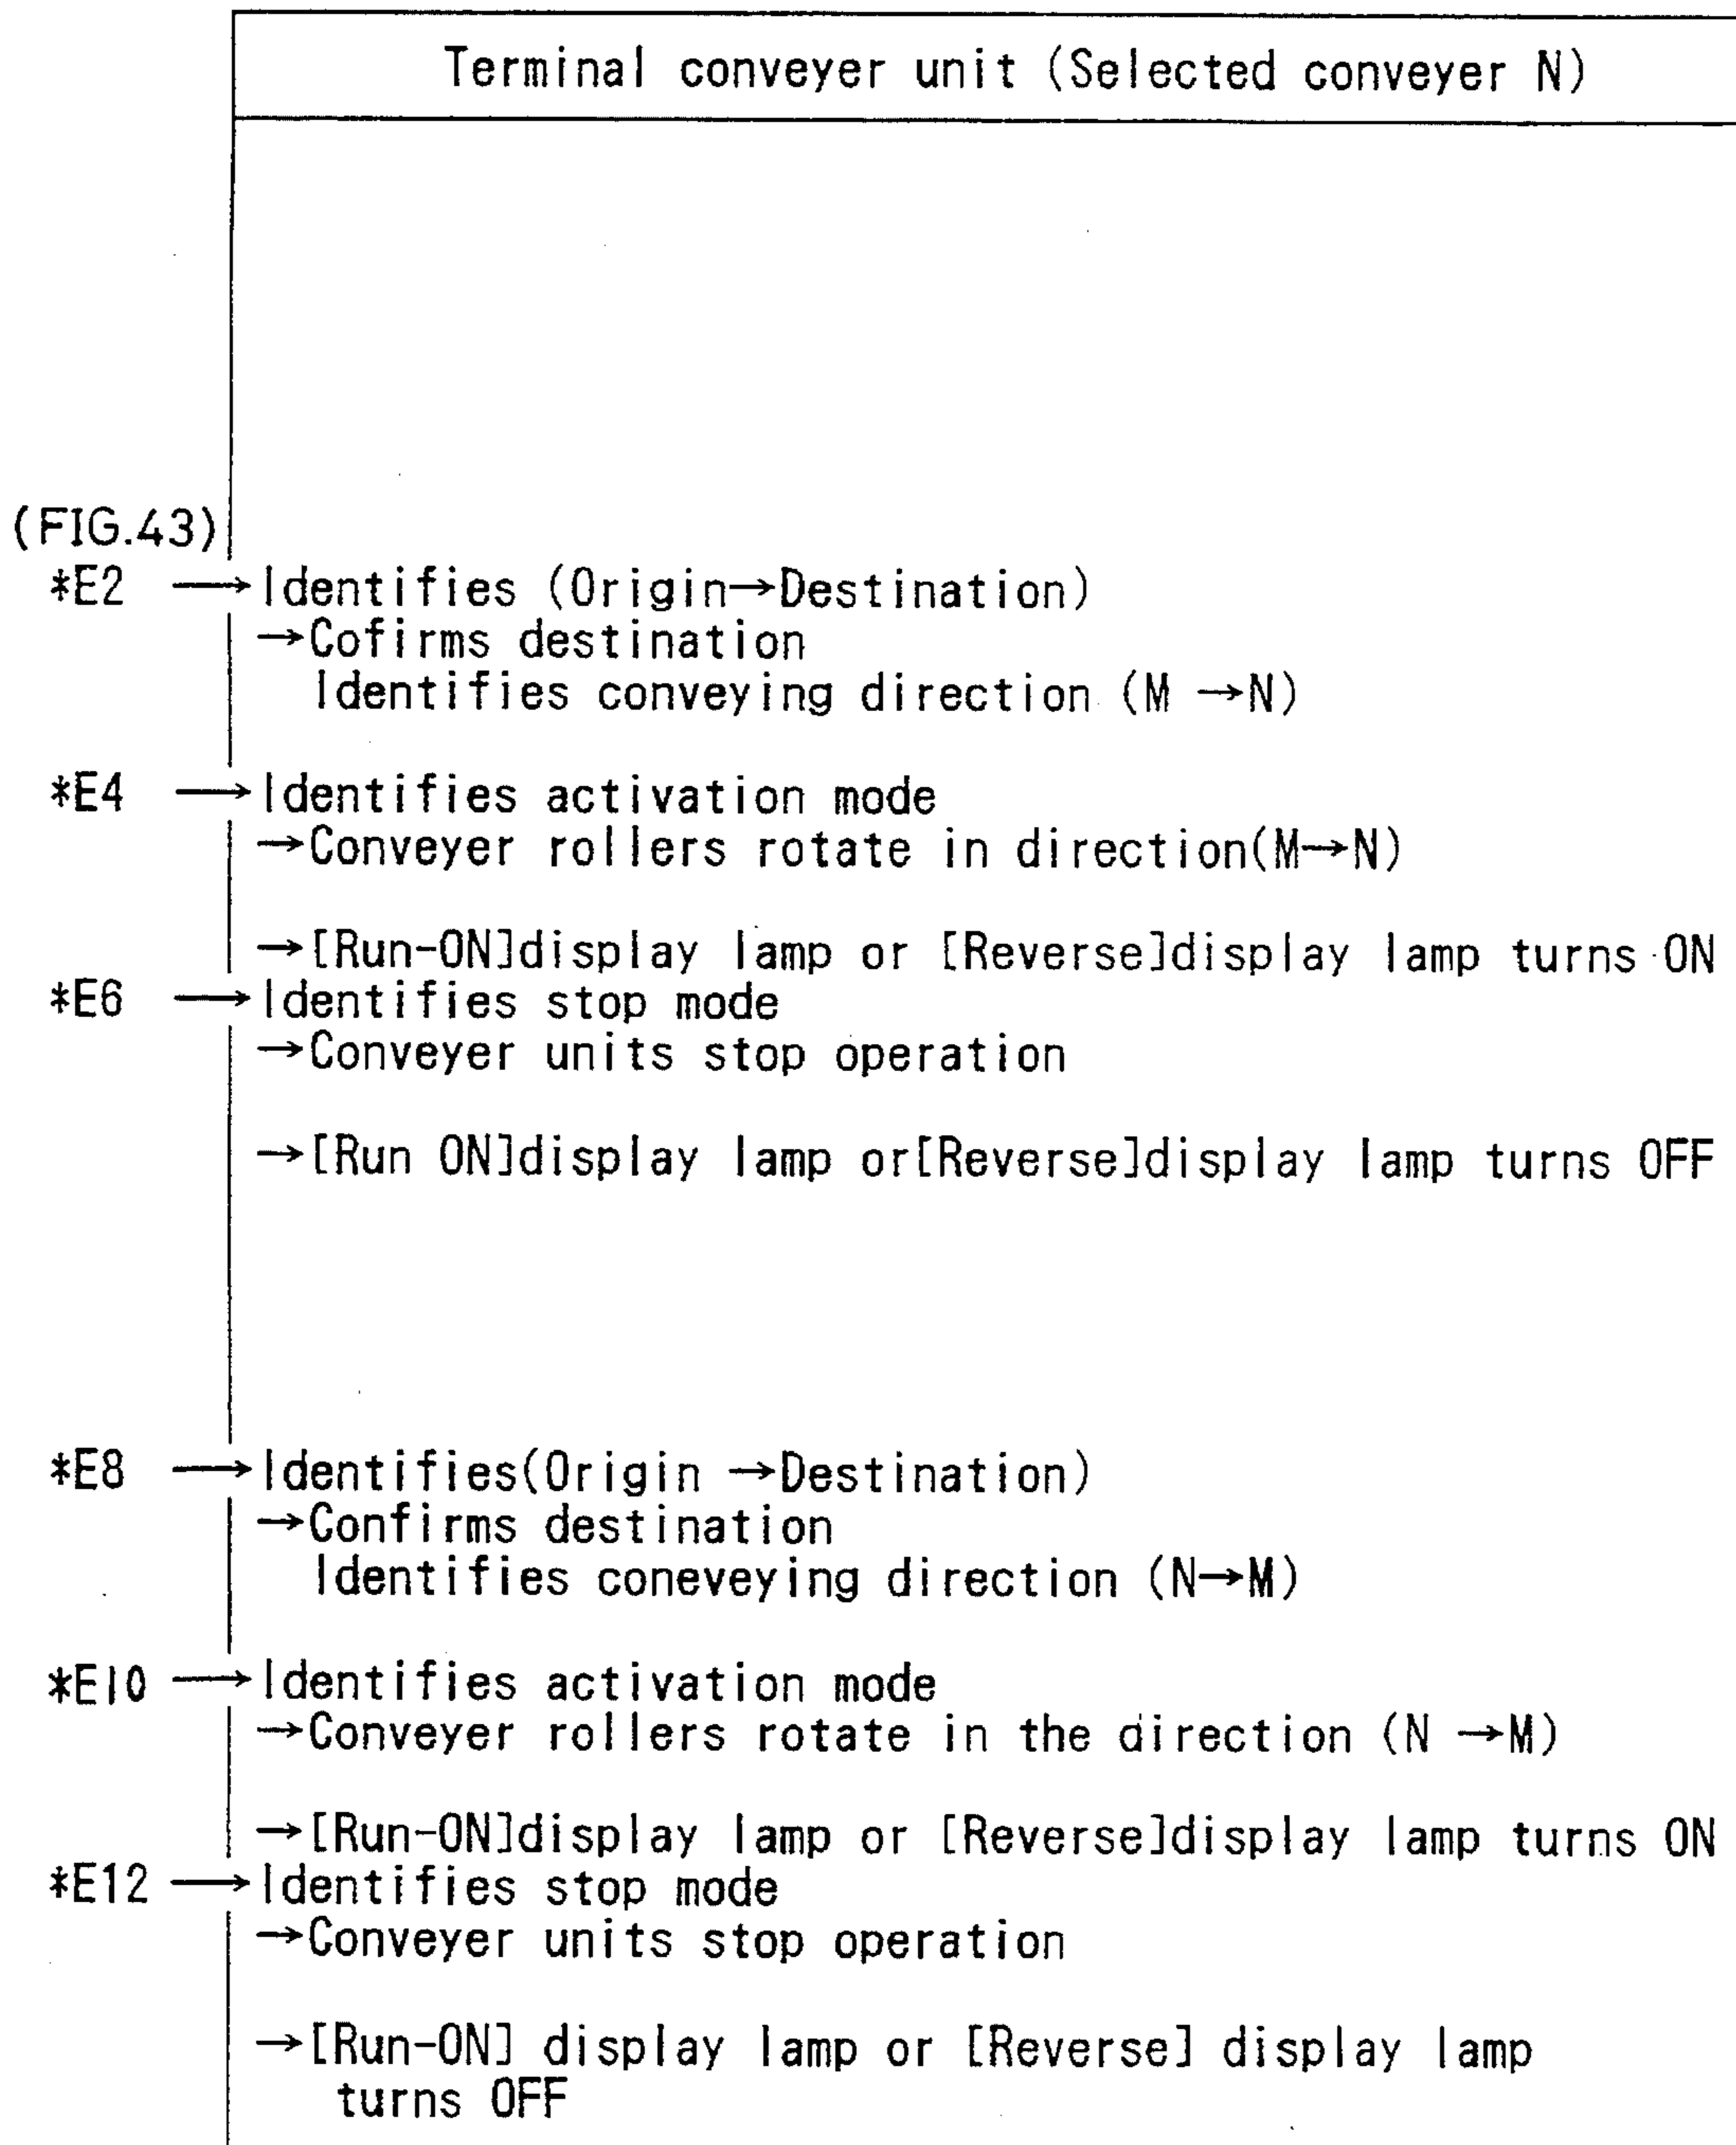 Terminal conveyer unit (Selected conveyer N)
(FIG.43)
*E2 →Identifies (Origin→Destination)
→Cofirms destination
Identifies conveying direction (M →N)
*E4 →Identifies activation mode
→Conveyer rollers rotate in direction(M→N)
→[Run-ON]display lamp or [Reverse]display lamp turns ON
*E6 →Identifies stop mode
→Conveyer units stop operation
→[Run ON]display lamp or[Reverse]display lamp turns OFF
*E8 →Identifies(Origin →Destination)
→Confirms destination
Identifies coneveying direction (N→M)
*E10 →Identifies activation mode
→Conveyer rollers rotate in the direction (N →M)
→[Run-ON]display lamp or [Reverse]display lamp turns ON
*E12 →Identifies stop mode
→Conveyer units stop operation
→[Run-ON] display lamp or [Reverse] display lamp
turns OFF